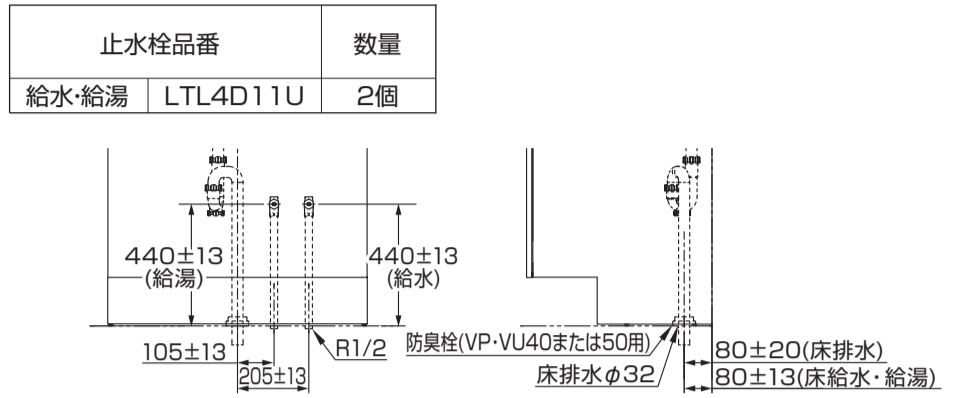 止水栓品番 数量
給水・給湯 LTL4D11U 2個
440±13
(給湯)
440±13
(給水)
105±13
205±13
R1/2
防臭栓(VP・VU40または50用)
床排水φ32
80±20(床排水)
80±13(床給水・給湯)